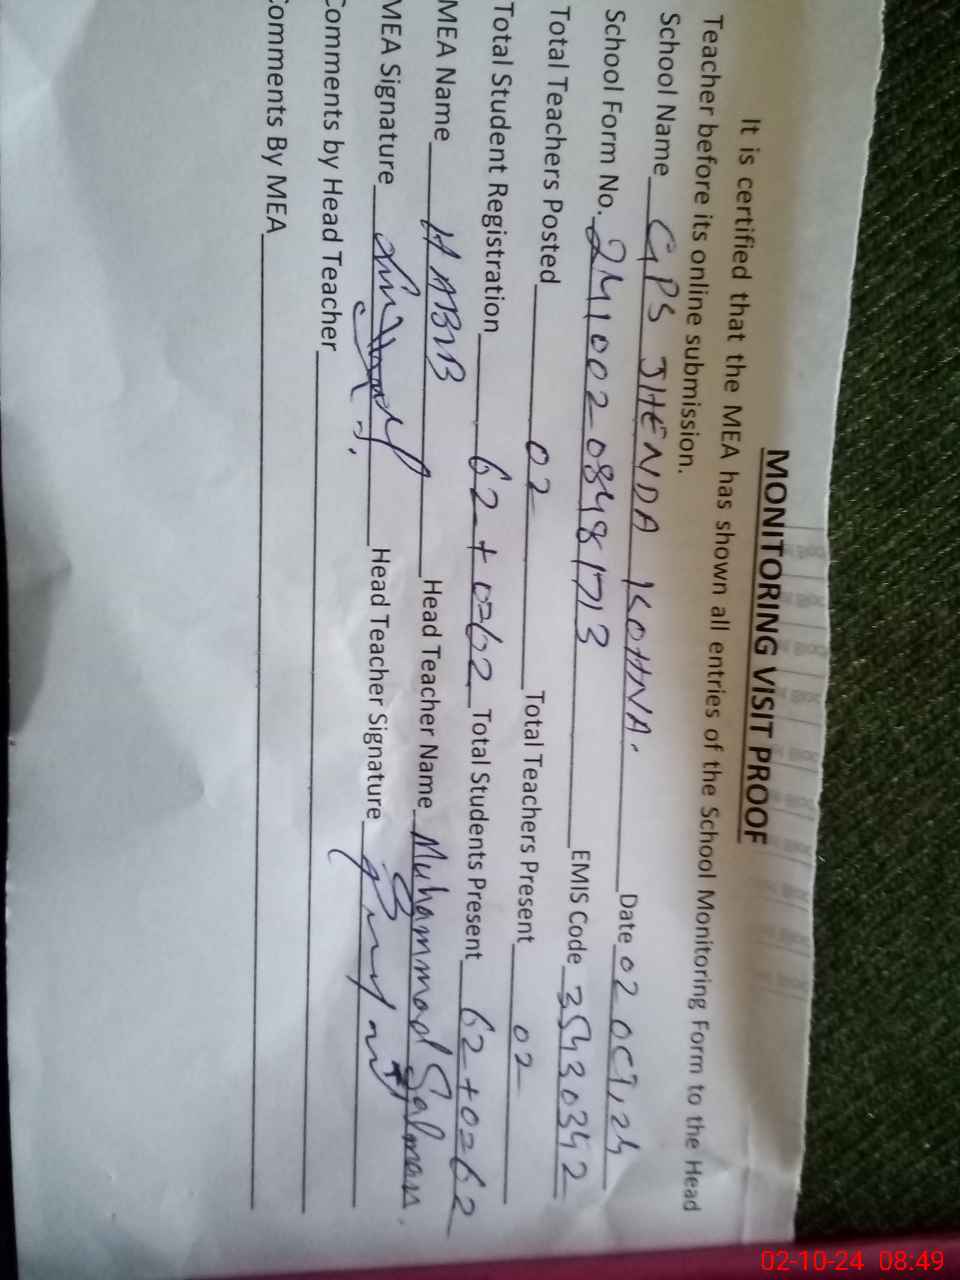 MONITORING VISIT PROOF
It is certified that the MEA has shown all entries of the School Monitoring Form to the Head
Teacher before its online submission.
School Name GPS JHENDA KOHNA. Date 02 OCT, 24
School Form No. 2M100208481713 EMIS Code 35430342
Total Teachers Posted 02 Total Teachers Present 02
Total Student Registration 62+0=62 Total Students Present 62+0=62
MEA Name HABIB Head Teacher Name Muhammad Salman.
MEA Signature Head Teacher Signature
Comments by Head Teacher
Comments By MEA
02-10-24 08:49